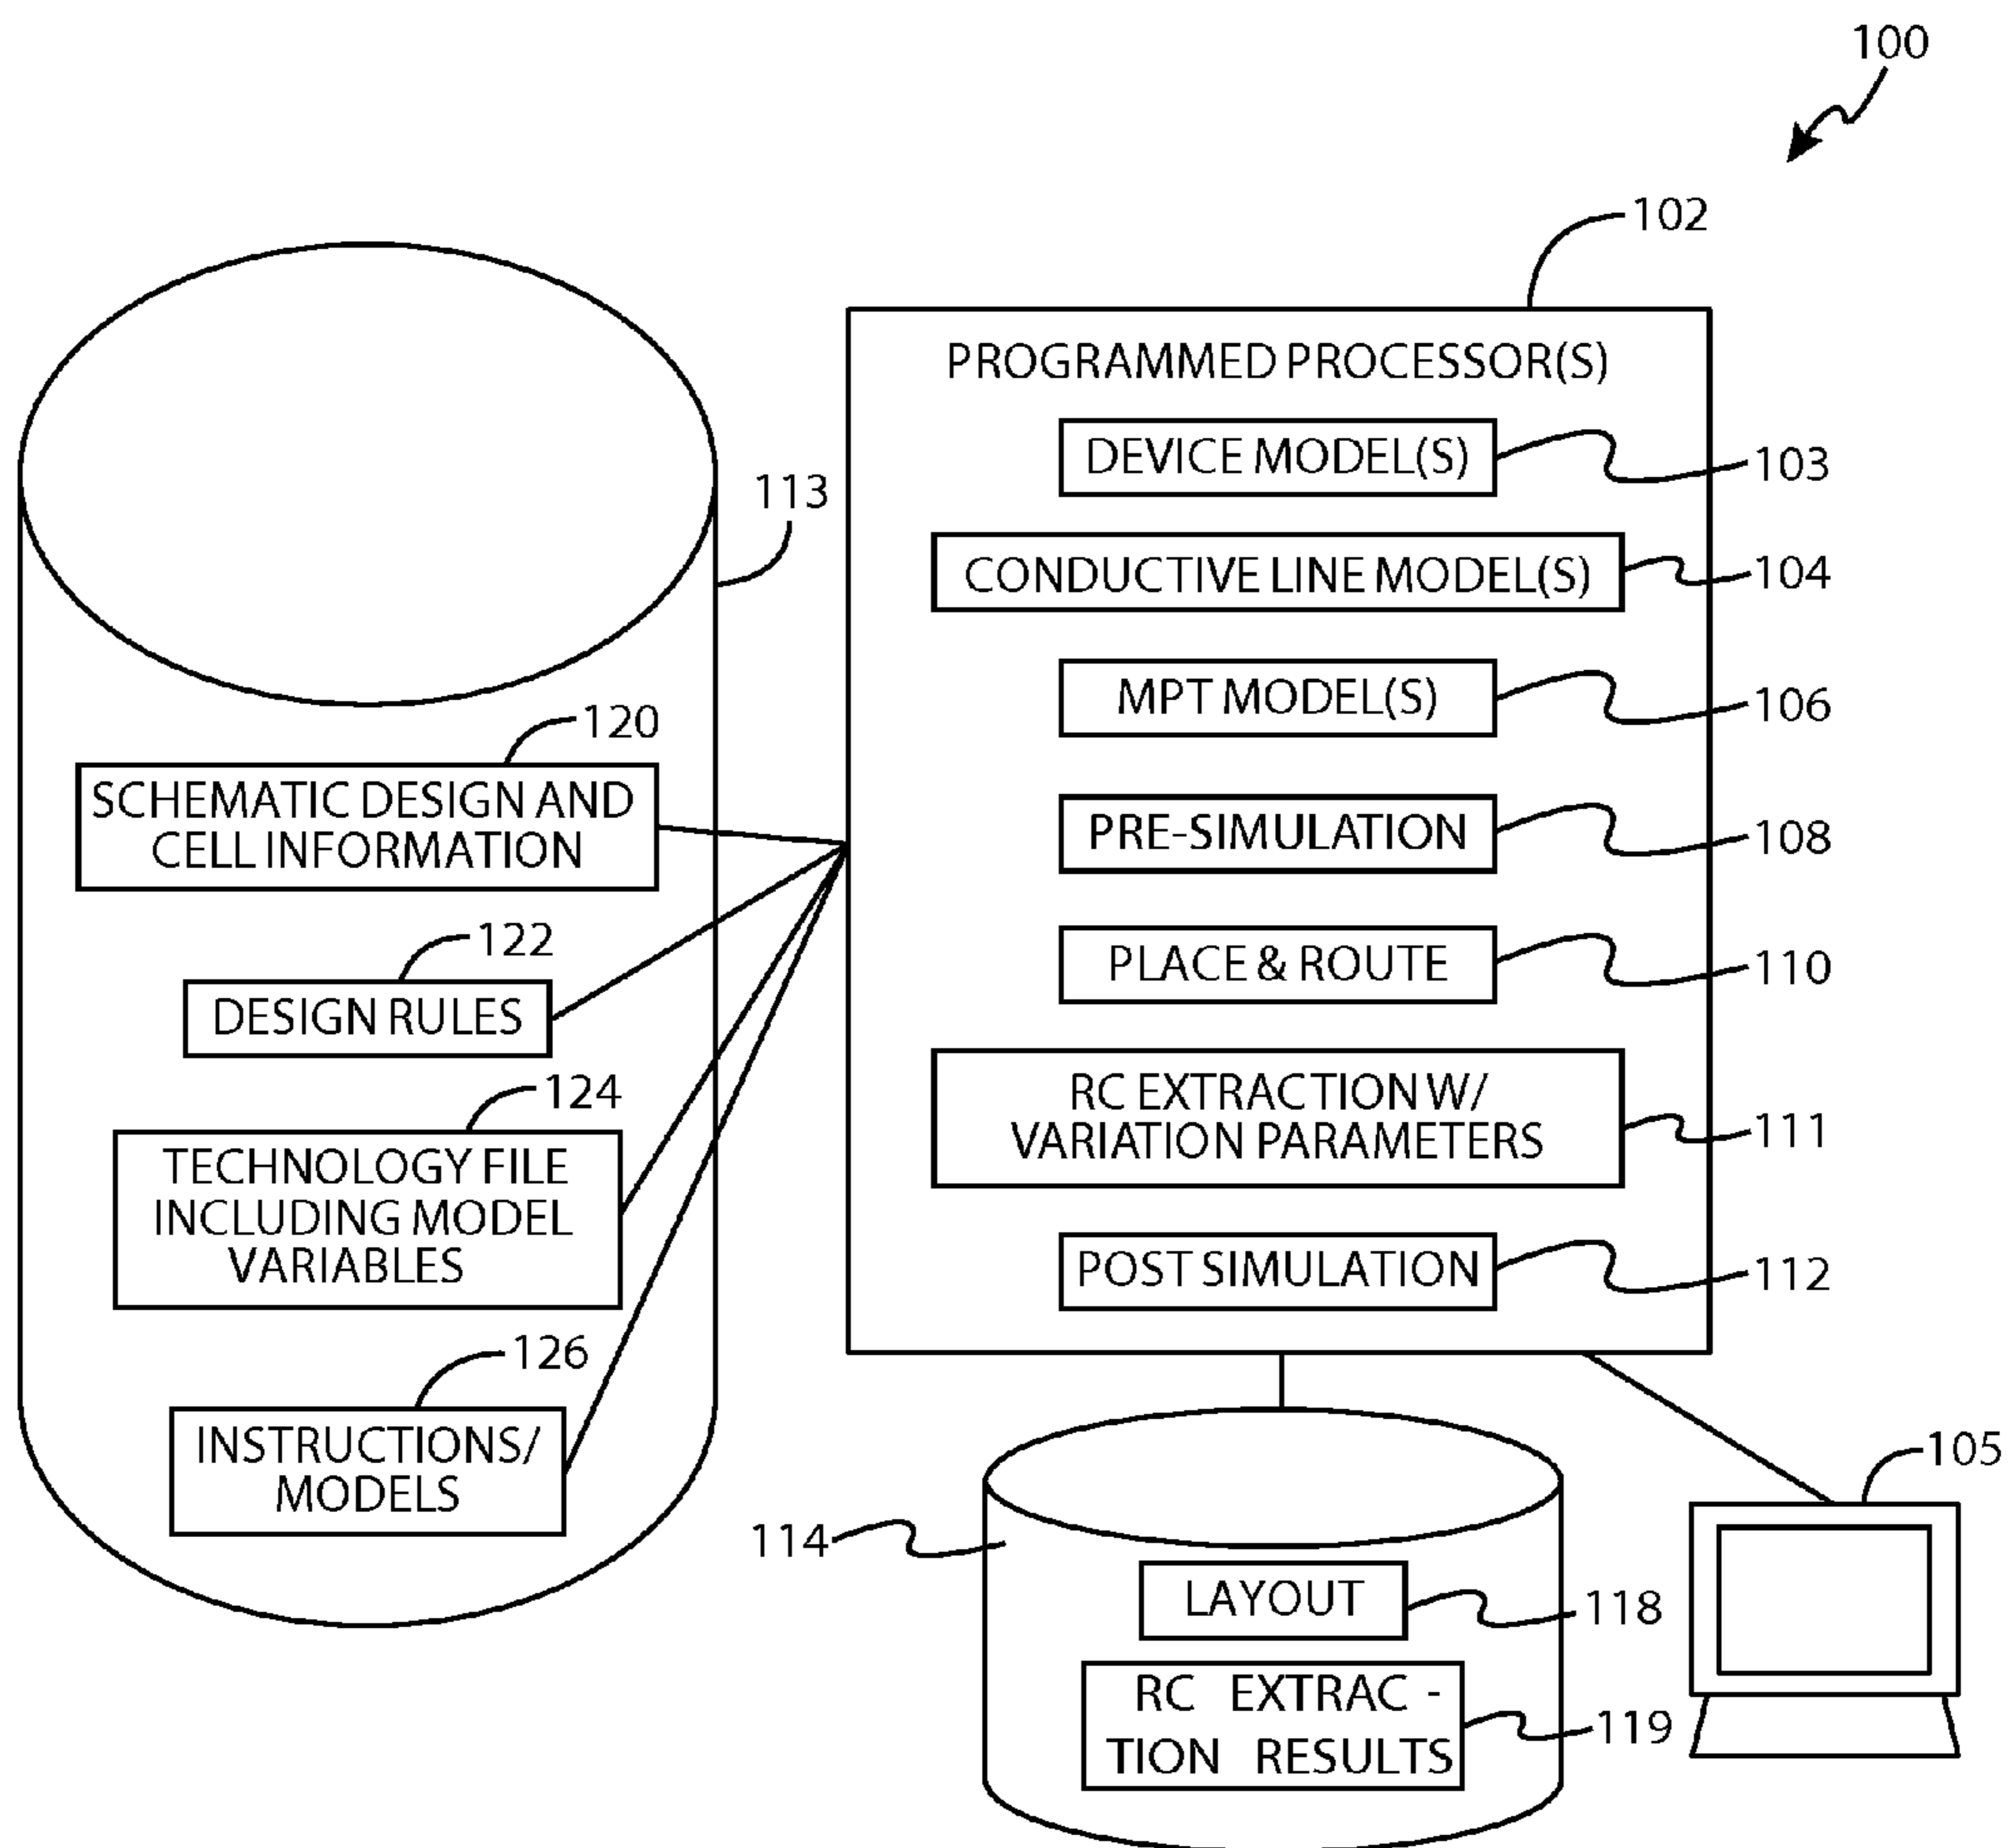 100
102
PROGRAMMED PROCESSOR(S)
DEVICE MODEL(S)
103
CONDUCTIVE LINE MODEL(S)
104
MPT MODEL(S)
106
PRE-SIMULATION
108
PLACE & ROUTE
110
RC EXTRACTION W/
VARIATION PARAMETERS
111
POST SIMULATION
112
113
120
SCHEMATIC DESIGN AND
CELL INFORMATION
122
DESIGN RULES
124
TECHNOLOGY FILE
INCLUDING MODEL
VARIABLES
126
INSTRUCTIONS/
MODELS
105
114
LAYOUT
118
RC EXTRAC -
TION RESULTS
119